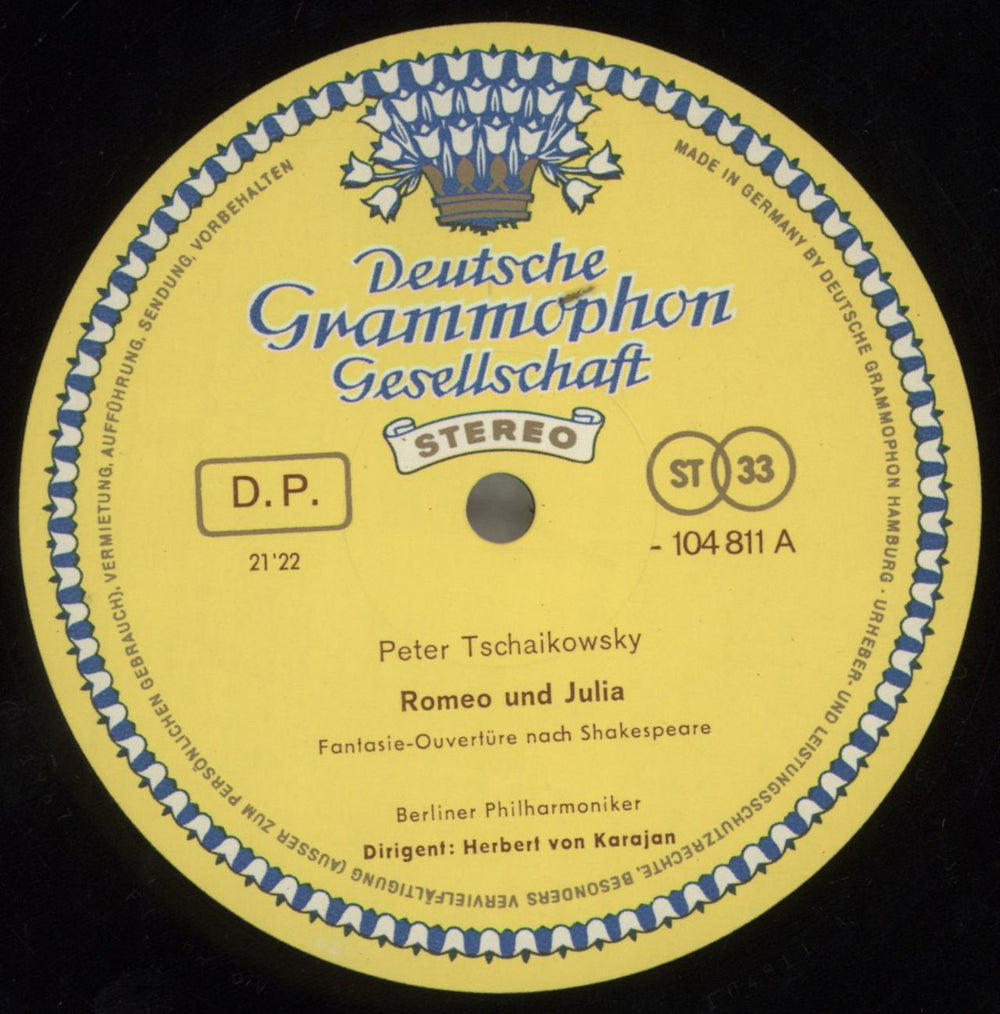 Deutsche
Grammophon
Gesellschaft
STEREO
D.P.
21'22
ST 33
- 104 811 A
Peter Tschaikowsky
Romeo und Julia
Fantasie-Ouvertüre nach Shakespeare
Berliner Philharmoniker
Dirigent: Herbert von Karajan
MADE IN GERMANY BY DEUTSCHE GRAMMOPHON HAMBURG · URHEBER- UND LEISTUNGSSCHUTZRECHTE, BESONDERS VERVIELFÄLTIGUNG (AUSSER ZUM PERSÖNLICHEN GEBRAUCH), VERMIETUNG, AUFFÜHRUNG, SENDUNG, VORBEHALTEN